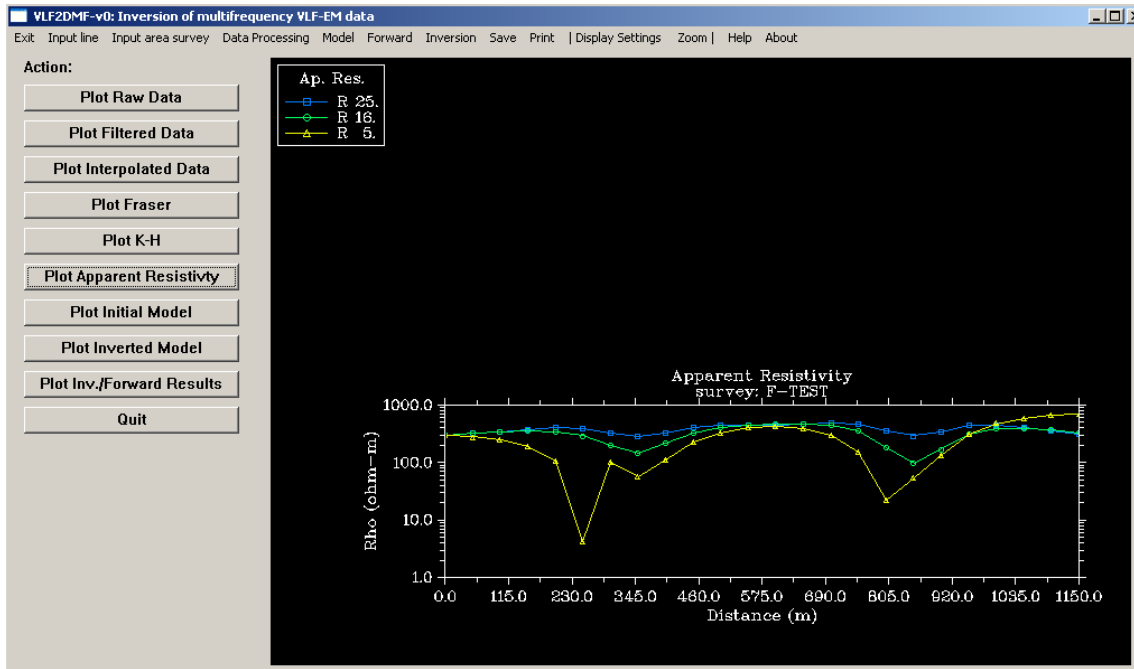 VLF2DMF-v0: Inversion of multifrequency VLF-EM data
Exit Input line Input area survey Data Processing Model Forward Inversion Save Print | Display Settings Zoom | Help About
Action:
Plot Raw Data
Plot Filtered Data
Plot Interpolated Data
Plot Fraser
Plot K-H
Plot Apparent Resistivty
Plot Initial Model
Plot Inverted Model
Plot Inv./Forward Results
Quit
Ap. Res.
R 25.
R 16.
R 5.
Apparent Resistivity
survey: F-TEST
Rho (ohm-m)
1000.0
100.0
10.0
1.0
0.0 115.0 230.0 345.0 460.0 575.0 690.0 805.0 920.0 1035.0 1150.0
Distance (m)